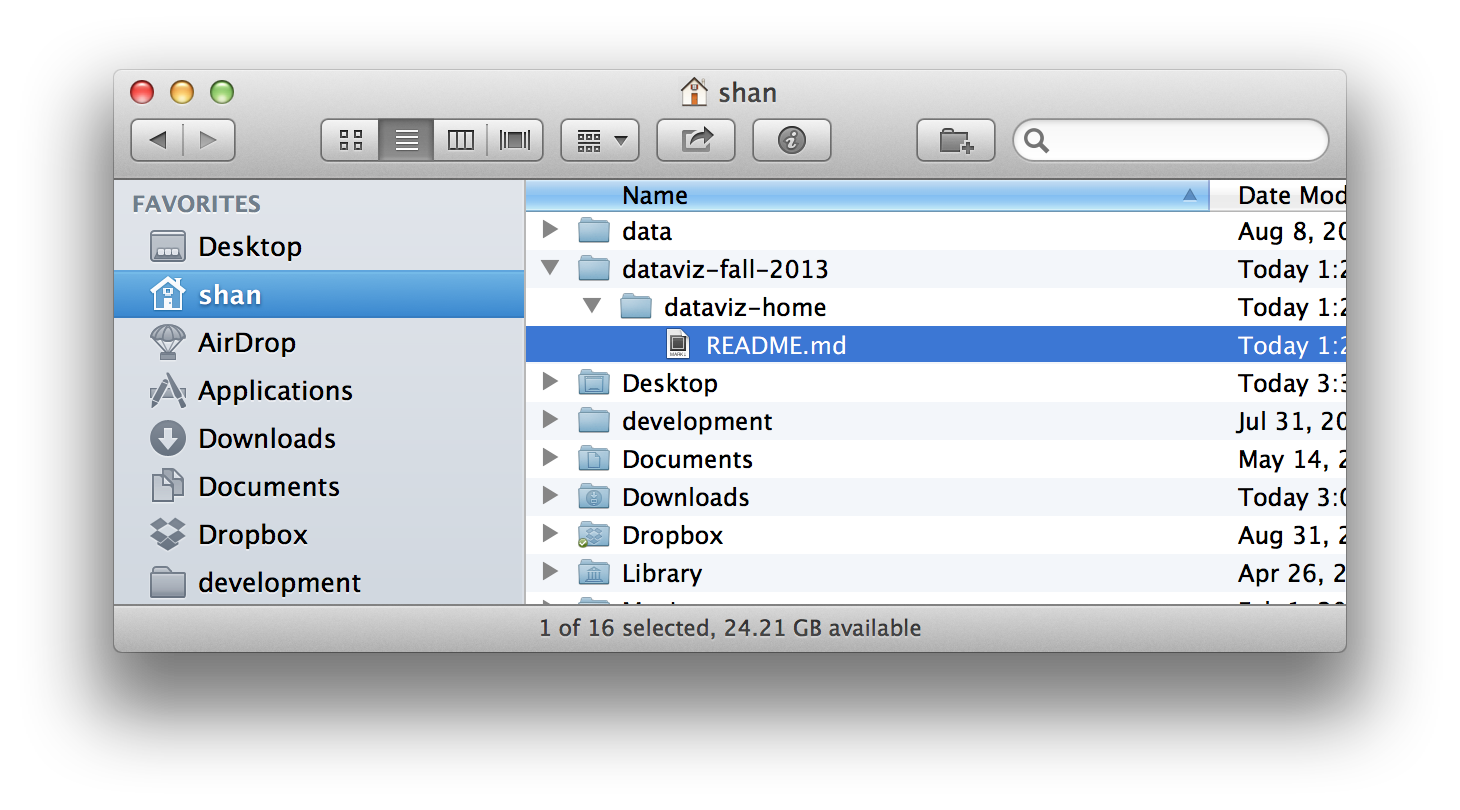 shan
FAVORITES
Desktop
shan
AirDrop
Applications
Downloads
Documents
Dropbox
development
Name Date Mod
data Aug 8, 20
dataviz-fall-2013 Today 1:2
dataviz-home Today 1:2
README.md Today 1:2
Desktop Today 3:3
development Jul 31, 20
Documents May 14, 2
Downloads Today 3:0
Dropbox Aug 31, 2
Library Apr 26, 2
1 of 16 selected, 24.21 GB available